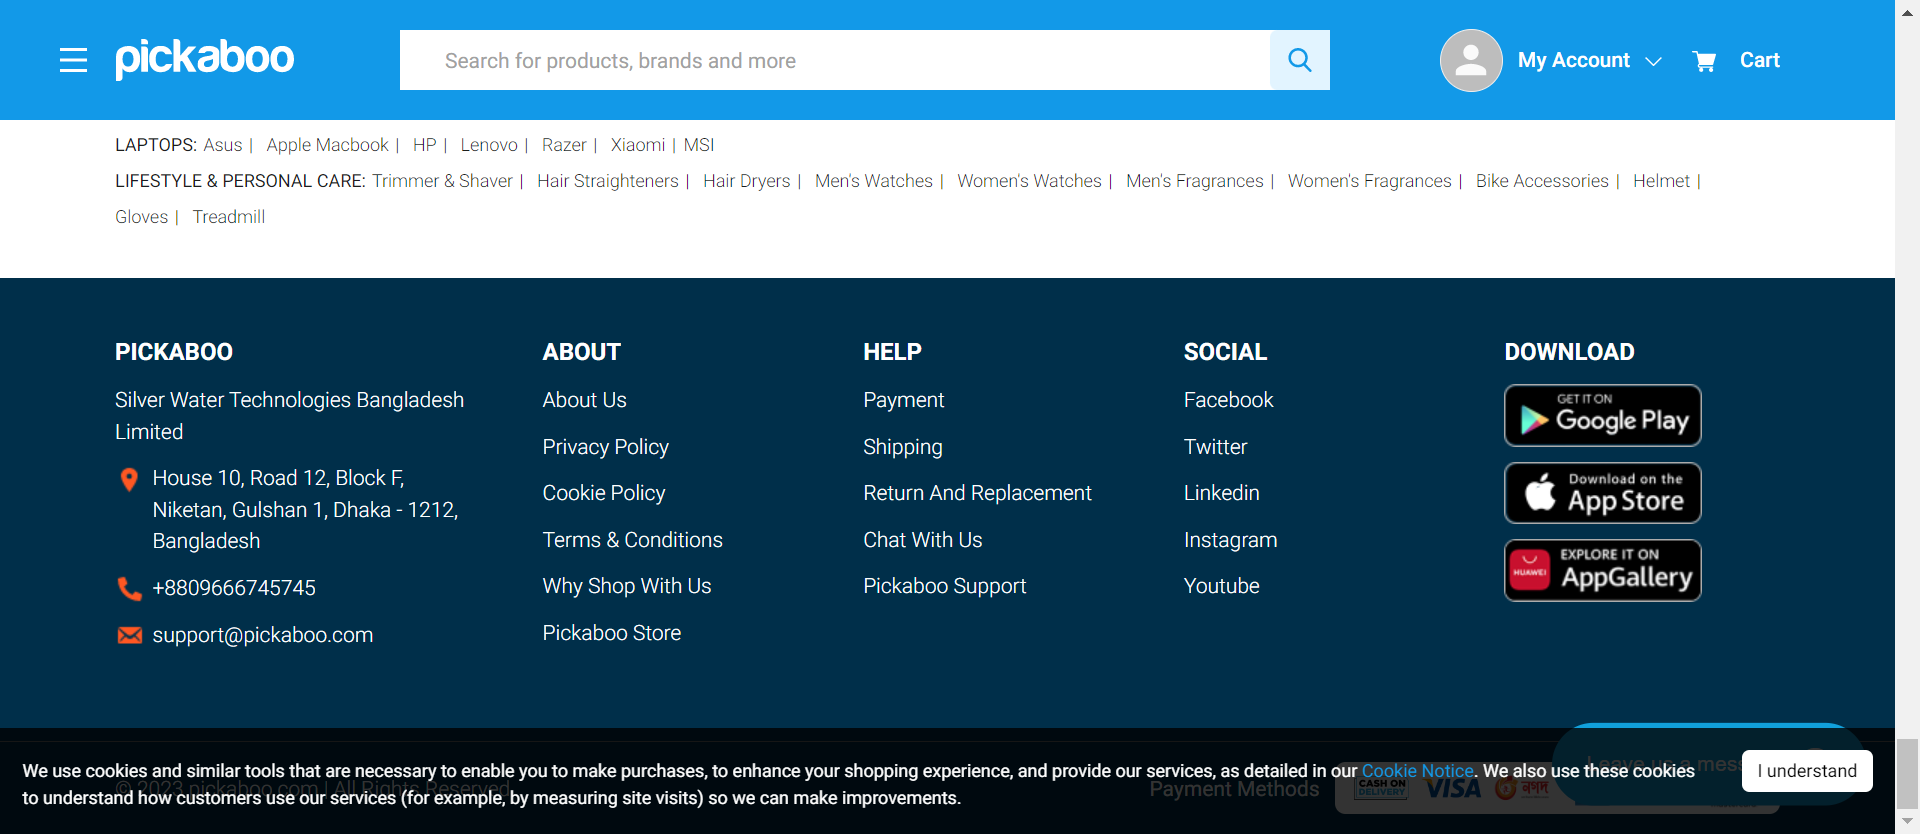 pickaboo
Search for products, brands and more
My Account
Cart
LAPTOPS: Asus | Apple Macbook | HP | Lenovo | Razer | Xiaomi | MSI
LIFESTYLE & PERSONAL CARE: Trimmer & Shaver | Hair Straighteners | Hair Dryers | Men's Watches | Women's Watches | Men's Fragrances | Women's Fragrances | Bike Accessories | Helmet |
Gloves | Treadmill
PICKABOO
Silver Water Technologies Bangladesh
Limited
House 10, Road 12, Block F,
Niketan, Gulshan 1, Dhaka - 1212,
Bangladesh
+8809666745745
support@pickaboo.com
ABOUT
About Us
Privacy Policy
Cookie Policy
Terms & Conditions
Why Shop With Us
Pickaboo Store
HELP
Payment
Shipping
Return And Replacement
Chat With Us
Pickaboo Support
SOCIAL
Facebook
Twitter
Linkedin
Instagram
Youtube
DOWNLOAD
GET IT ON
Google Play
Download on the
App Store
HUAWEI
EXPLORE IT ON
AppGallery
We use cookies and similar tools that are necessary to enable you to make purchases, to enhance your shopping experience, and provide our services, as detailed in our Cookie Notice. We also use these cookies
to understand how customers use our services (for example, by measuring site visits) so we can make improvements.
I understand
© 2023 pickaboo.com | All Rights Reserved
Payment Methods
CASH ON
DELIVERY
VISA
নগদ
Leave us a mess